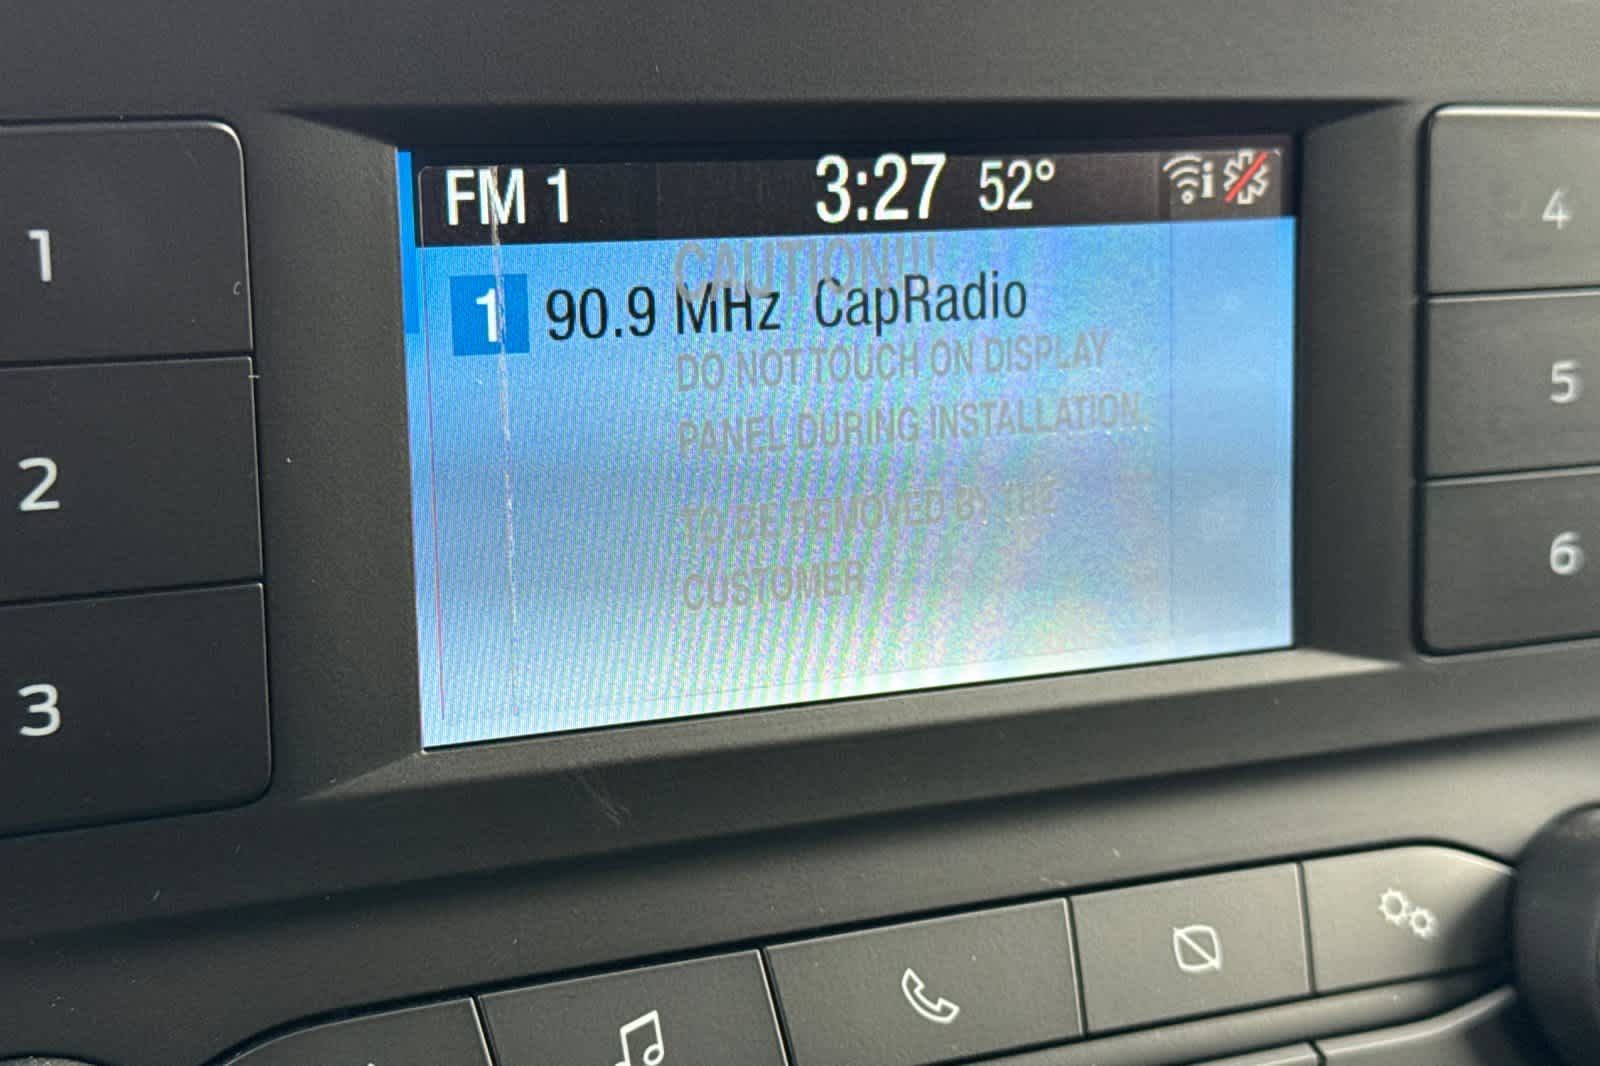 FM 1 3:27 52°
CAUTION!!!
1 90.9 MHz CapRadio
DO NOT TOUCH ON DISPLAY
PANEL DURING INSTALLATION.
TO BE REMOVED BY THE
CUSTOMER
1
2
3
4
5
6